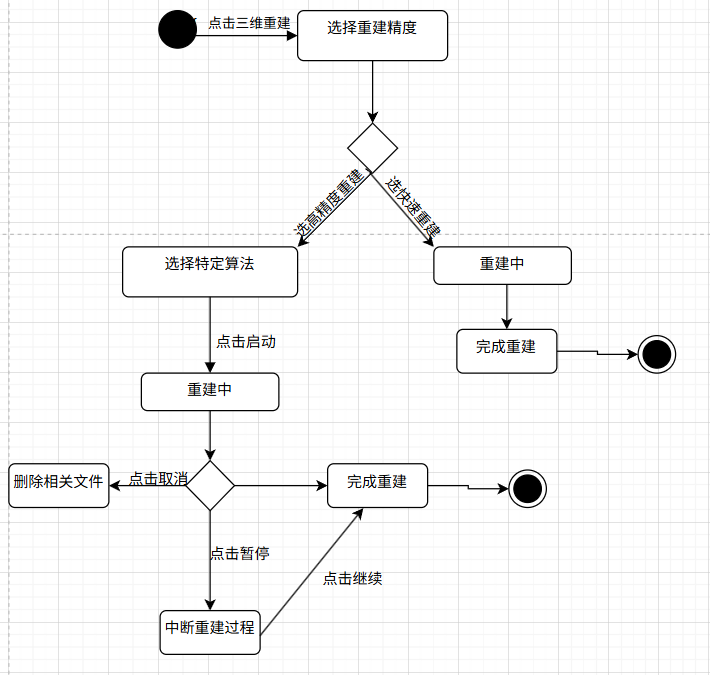 点击三维重建
选择重建精度
选高精度重建
选快速重建
选择特定算法
重建中
点击启动
完成重建
重建中
删除相关文件
点击取消
完成重建
点击暂停
点击继续
中断重建过程